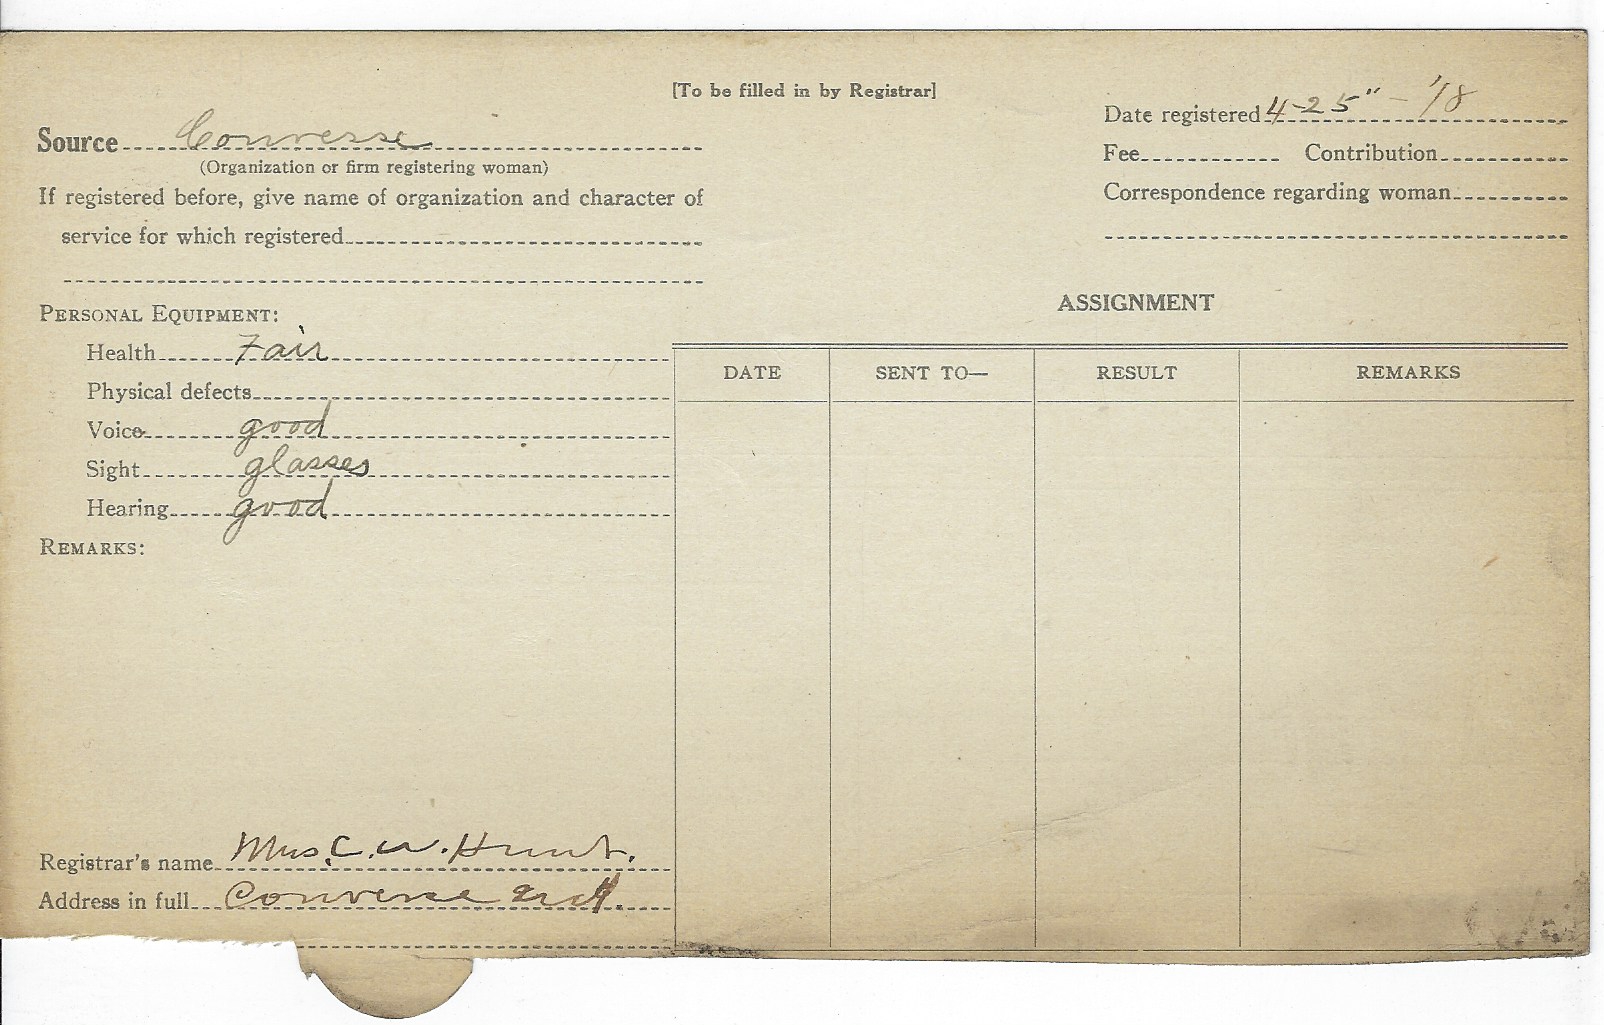 [To be filled in by Registrar]
Source Converse
(Organization or firm registering woman)
If registered before, give name of organization and character of
service for which registered
Date registered 4-25" - '18
Fee Contribution
Correspondence regarding woman
PERSONAL EQUIPMENT:
Health Fair
Physical defects
Voice good
Sight glasses
Hearing good
REMARKS:
Registrar's name Mrs. C. W. Hunt.
Address in full Converse
ASSIGNMENT
DATE SENT TO— RESULT REMARKS